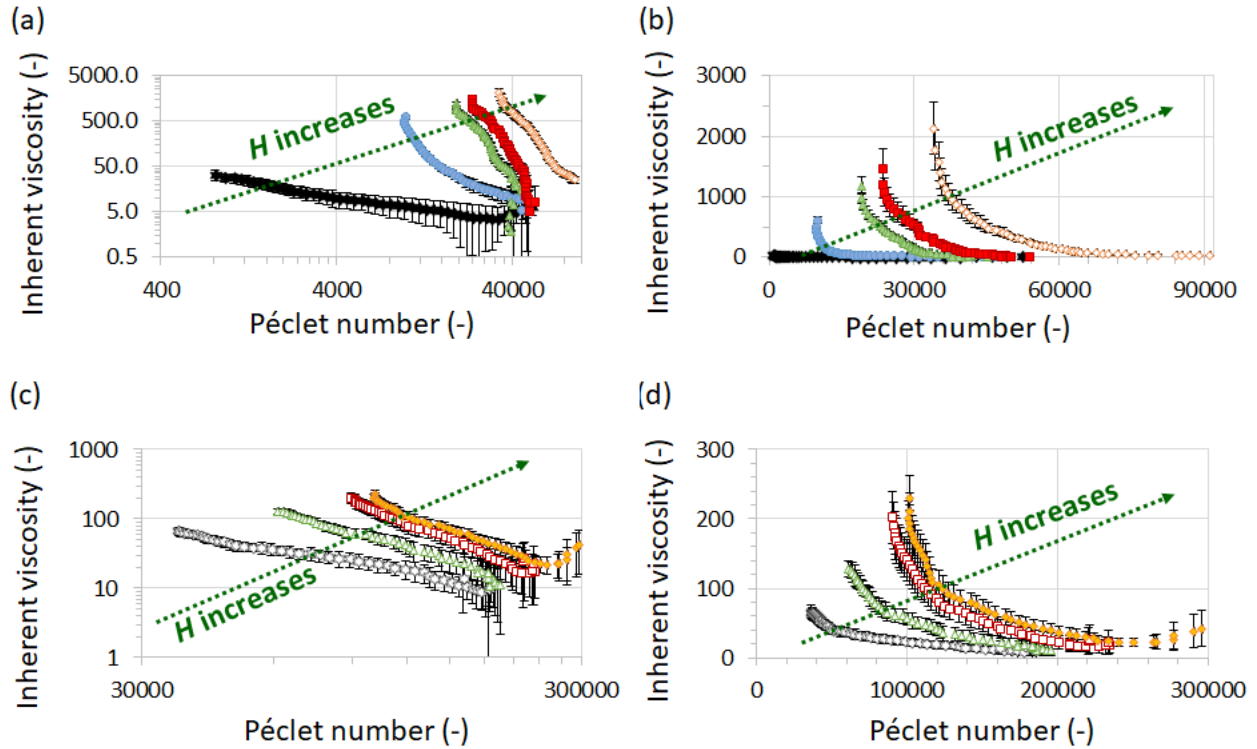 (a)
Inherent viscosity (-)
5000.0
500.0
50.0
5.0
0.5
H increases
400
4000
40000
Péclet number (-)
(b)
Inherent viscosity (-)
3000
2000
1000
0
H increases
0
30000
60000
90000
Péclet number (-)
(c)
Inherent viscosity (-)
1000
100
10
1
H increases
30000
300000
Péclet number (-)
(d)
Inherent viscosity (-)
300
200
100
0
H increases
0
100000
200000
300000
Péclet number (-)